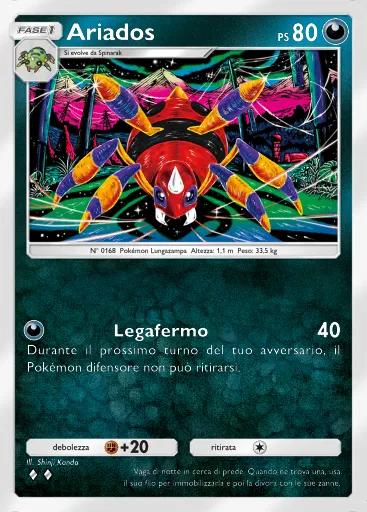 FASE 1
Ariados
PS 80
Si evolve da Spinarak
N° 0168 Pokémon Lungazampa Altezza: 1,1 m Peso: 33,5 kg
Legafermo 40
Durante il prossimo turno del tuo avversario, il
Pokémon difensore non può ritirarsi.
debolezza +20
ritirata
Ill. Shinji Kanda
Vaga di notte in cerca di prede. Quando ne trova una, usa
il suo filo per immobilizzarla e poi la divora con le sue zanne.